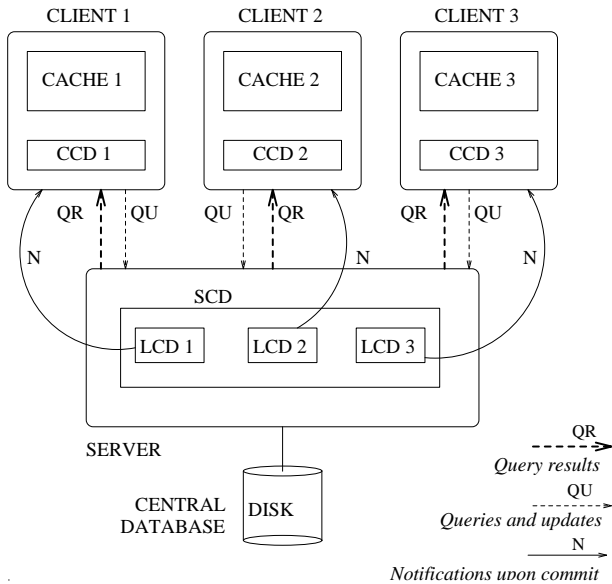 CLIENT 1 CLIENT 2 CLIENT 3
CACHE 1 CACHE 2 CACHE 3
CCD 1 CCD 2 CCD 3
QR QU QU QR QR QU
N N N
SCD
LCD 1 LCD 2 LCD 3
SERVER
CENTRAL
DATABASE
DISK
QR
Query results
QU
Queries and updates
N
Notifications upon commit